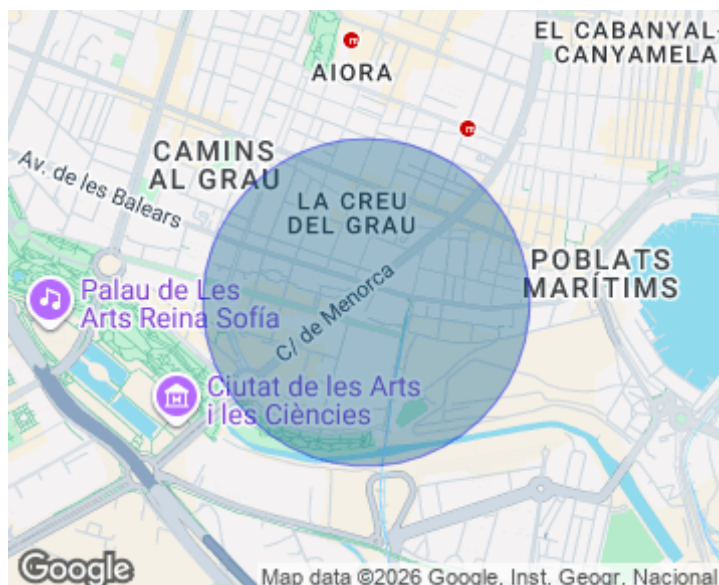 EL CABANYAL-
CANYAMELA
AIORA
CAMINS
AL GRAU
Av. de les Balears
LA CREU
DEL GRAU
POBLATS
MARÍTIMS
Palau de Les
Arts Reina Sofía
C/ de Menorca
Ciutat de les Arts
i les Ciències
Google
Map data ©2026 Google, Inst. Geogr. Nacional